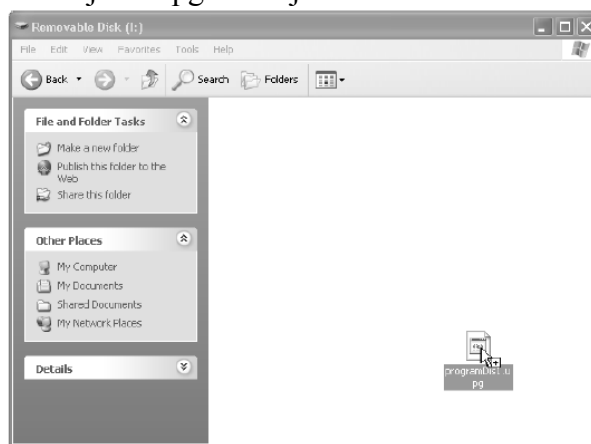 Removable Disk (I:)
File Edit View Favorites Tools Help
Back Search Folders
File and Folder Tasks
Make a new folder
Publish this folder to the
Web
Share this folder
Other Places
My Computer
My Documents
Shared Documents
My Network Places
Details
pg